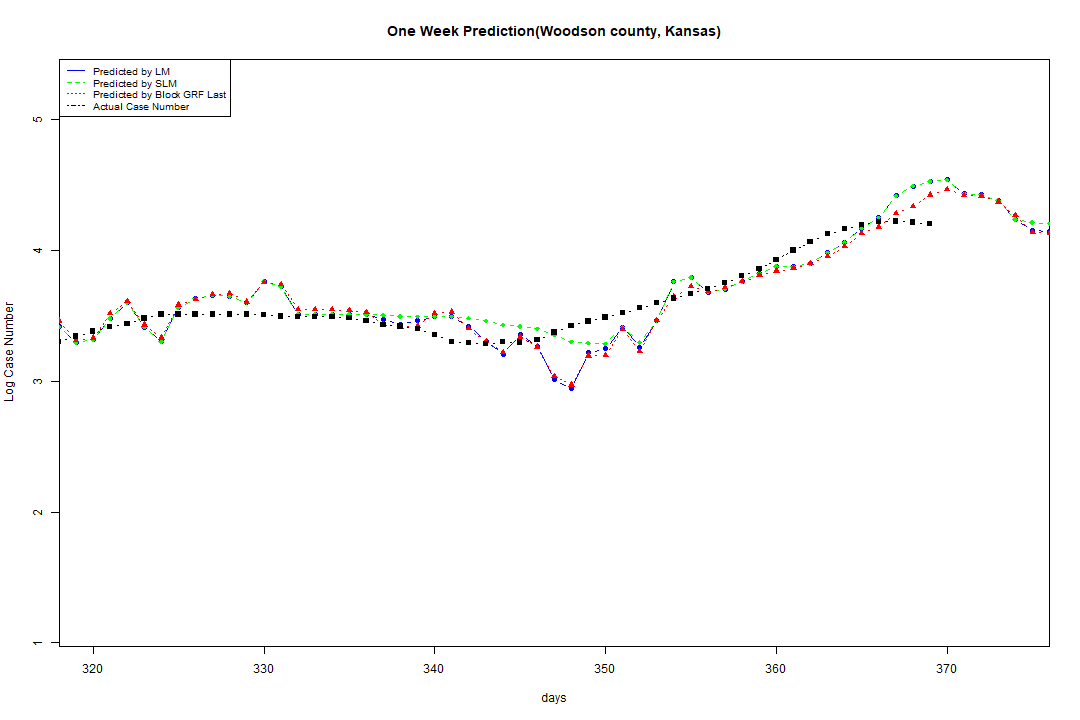 One Week Prediction(Woodson county, Kansas)
Predicted by LM
Predicted by SLM
Predicted by Block GRF Last
Actual Case Number
5
4
3
2
1
Log Case Number
320 330 340 350 360 370
days